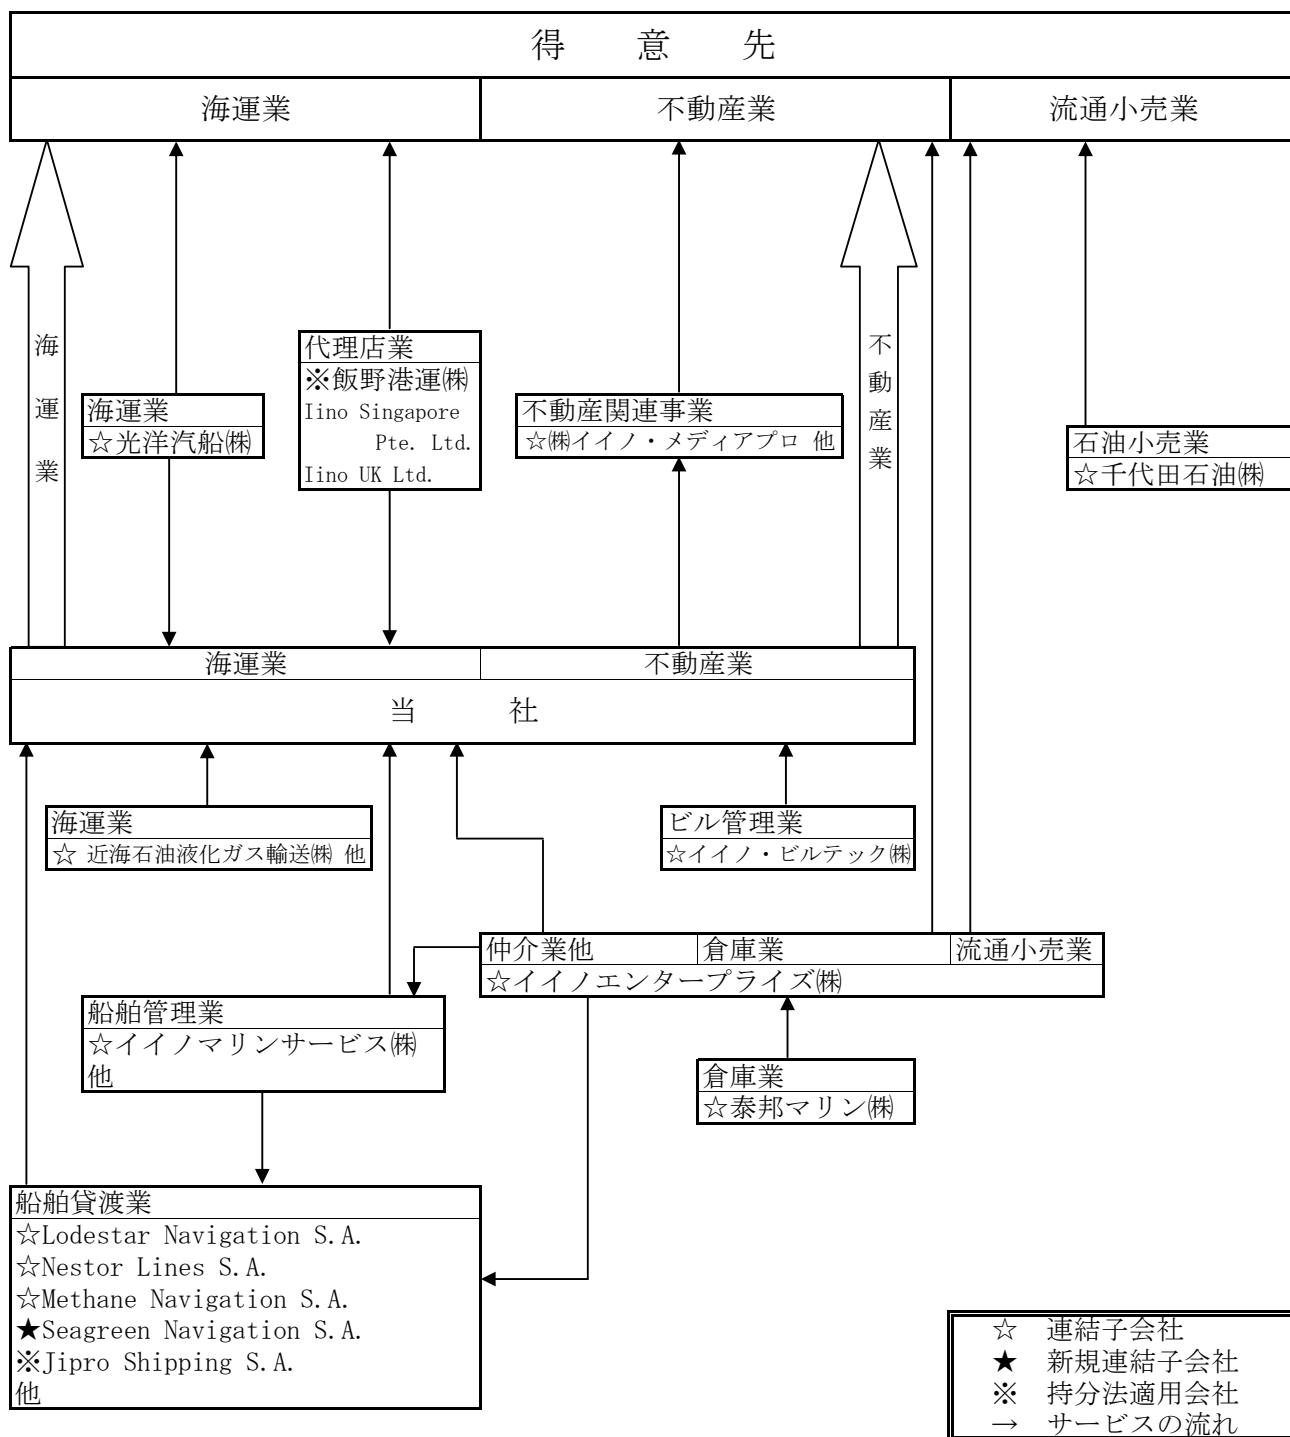 得 意 先
海運業 不動産業 流通小売業
海運業
不動産業
代理店業
※飯野港運㈱
Iino Singapore
Pte. Ltd.
Iino UK Ltd.
海運業
☆光洋汽船㈱
不動産関連事業
☆㈱イイノ・メディアプロ 他
石油小売業
☆千代田石油㈱
海運業 不動産業
当 社
海運業
☆ 近海石油液化ガス輸送㈱ 他
ビル管理業
☆イイノ・ビルテック㈱
仲介業他 倉庫業 流通小売業
☆イイノエンタープライズ㈱
船舶管理業
☆イイノマリンサービス㈱
他
倉庫業
☆泰邦マリン㈱
船舶貸渡業
☆Lodestar Navigation S.A.
☆Nestor Lines S.A.
☆Methane Navigation S.A.
★Seagreen Navigation S.A.
※Jipro Shipping S.A.
他
☆ 連結子会社
★ 新規連結子会社
※ 持分法適用会社
→ サービスの流れ